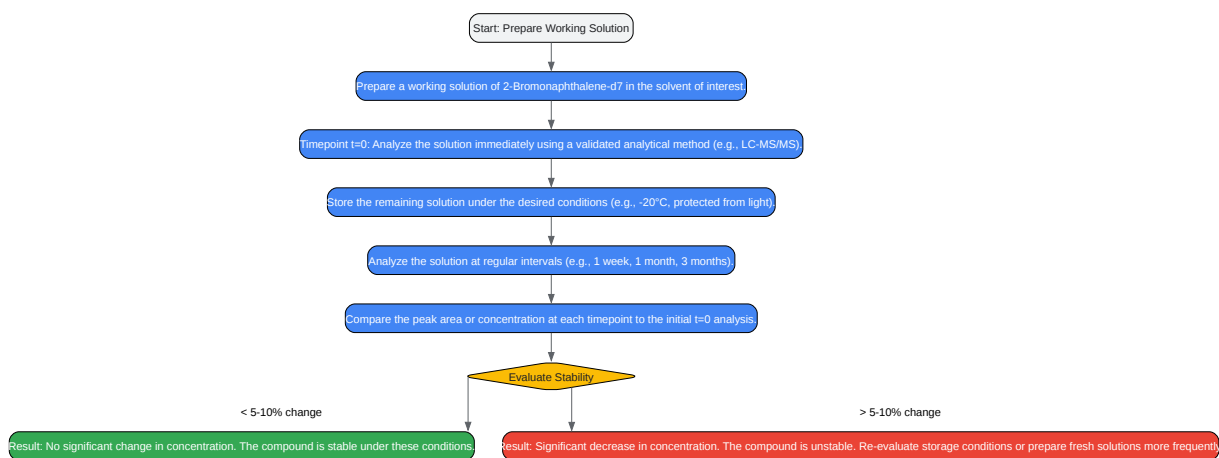 Start: Prepare Working Solution
Prepare a working solution of 2-Bromonaphthalene-d7 in the solvent of interest.
Timepoint t=0: Analyze the solution immediately using a validated analytical method (e.g., LC-MS/MS).
Store the remaining solution under the desired conditions (e.g., -20°C, protected from light).
Analyze the solution at regular intervals (e.g., 1 week, 1 month, 3 months).
Compare the peak area or concentration at each timepoint to the initial t=0 analysis.
Evaluate Stability
< 5-10% change
> 5-10% change
Result: No significant change in concentration. The compound is stable under these conditions.
Result: Significant decrease in concentration. The compound is unstable. Re-evaluate storage conditions or prepare fresh solutions more frequently